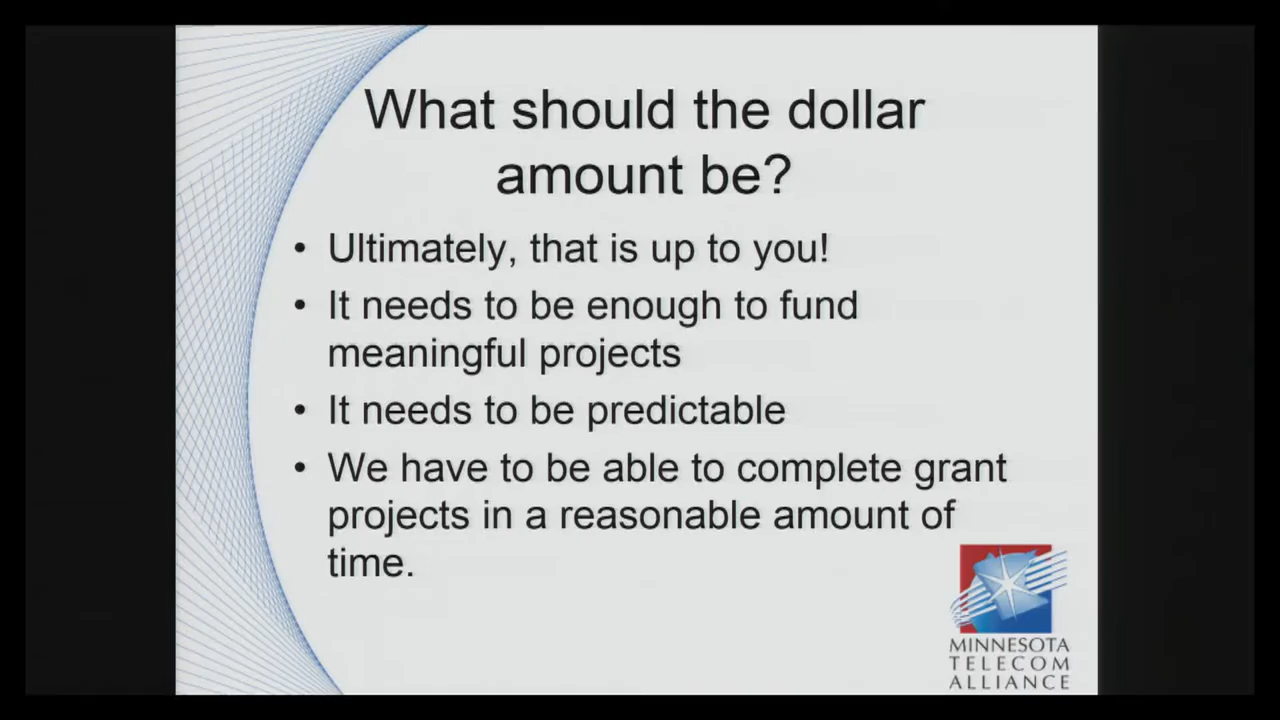 What should the dollar
amount be?
• Ultimately, that is up to you!
• It needs to be enough to fund
meaningful projects
• It needs to be predictable
• We have to be able to complete grant
projects in a reasonable amount of
time.
MINNESOTA
TELECOM
ALLIANCE